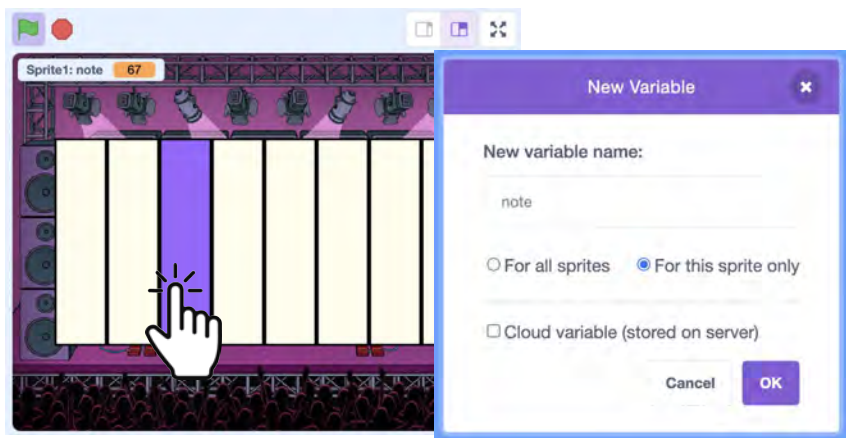 Sprite1: note 67
New Variable
New variable name:
note
For all sprites For this sprite only
Cloud variable (stored on server)
Cancel OK